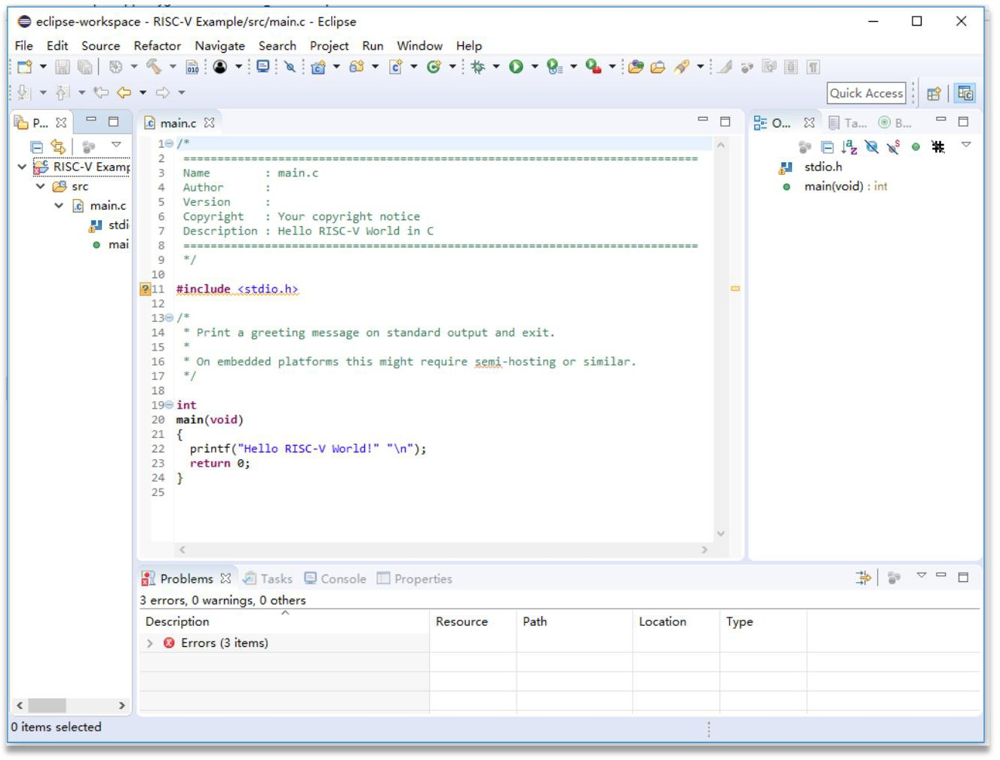 eclipse-workspace - RISC-V Example/src/main.c - Eclipse
File Edit Source Refactor Navigate Search Project Run Window Help
Quick Access
P...
main.c
O... Ta... B...
RISC-V Examp
src
main.c
stdi
mai
1 /*
2 ============================================================================
3 Name        : main.c
4 Author      :
5 Version     :
6 Copyright   : Your copyright notice
7 Description : Hello RISC-V World in C
8 ============================================================================
9 */
10
11 #include <stdio.h>
12
13 /*
14 * Print a greeting message on standard output and exit.
15 *
16 * On embedded platforms this might require semi-hosting or similar.
17 */
18
19 int
20 main(void)
21 {
22 printf("Hello RISC-V World!" "\n");
23 return 0;
24 }
25
stdio.h
main(void) : int
Problems Tasks Console Properties
3 errors, 0 warnings, 0 others
Description Resource Path Location Type
Errors (3 items)
0 items selected